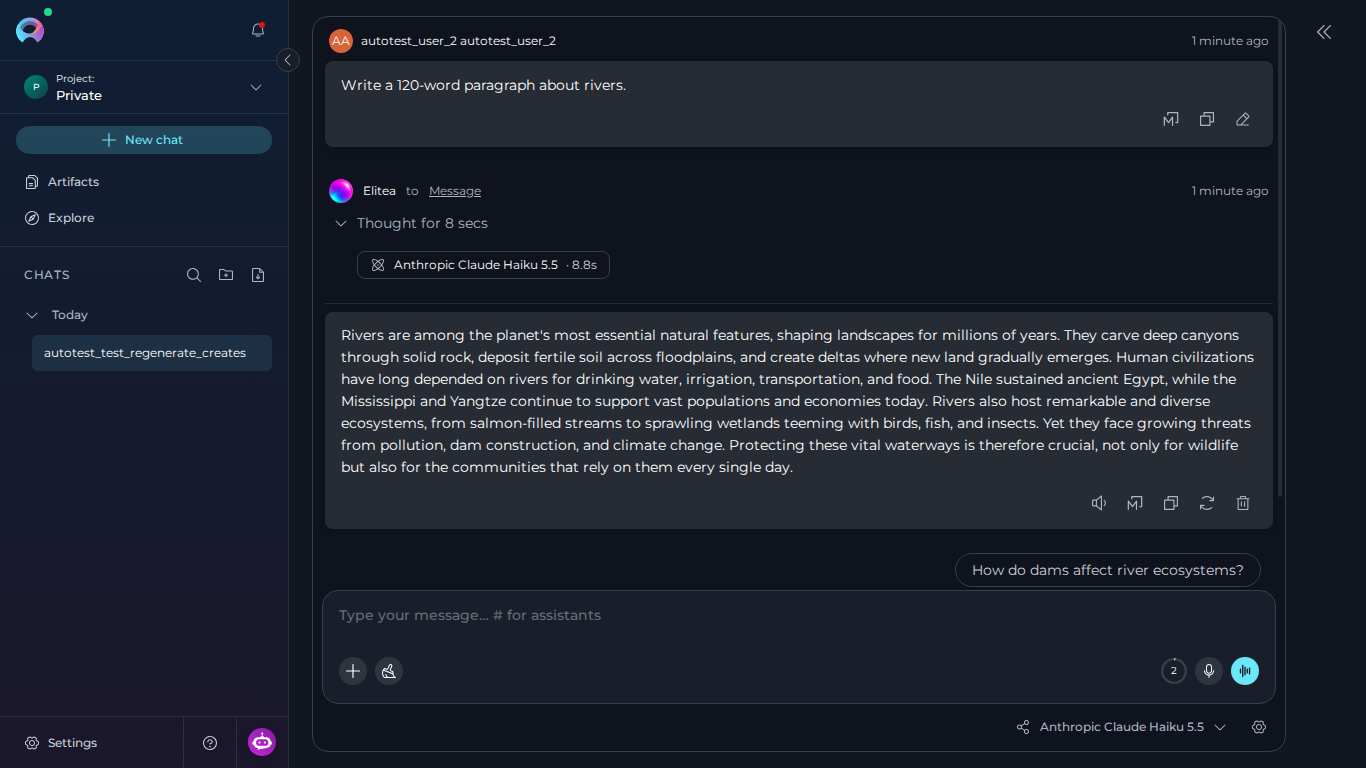 Project:
P
Private
New chat
Artifacts
Explore
CHATS
Today
autotest_test_regenerate_creates
Settings
AA
autotest_user_2 autotest_user_2
1 minute ago
Write a 120-word paragraph about rivers.
Elitea to Message
1 minute ago
Thought for 8 secs
Anthropic Claude Haiku 5.5 · 8.8s
Rivers are among the planet's most essential natural features, shaping landscapes for millions of years. They carve deep canyons
through solid rock, deposit fertile soil across floodplains, and create deltas where new land gradually emerges. Human civilizations
have long depended on rivers for drinking water, irrigation, transportation, and food. The Nile sustained ancient Egypt, while the
Mississippi and Yangtze continue to support vast populations and economies today. Rivers also host remarkable and diverse
ecosystems, from salmon-filled streams to sprawling wetlands teeming with birds, fish, and insects. Yet they face growing threats
from pollution, dam construction, and climate change. Protecting these vital waterways is therefore crucial, not only for wildlife
but also for the communities that rely on them every single day.
How do dams affect river ecosystems?
Type your message... # for assistants
2
Anthropic Claude Haiku 5.5